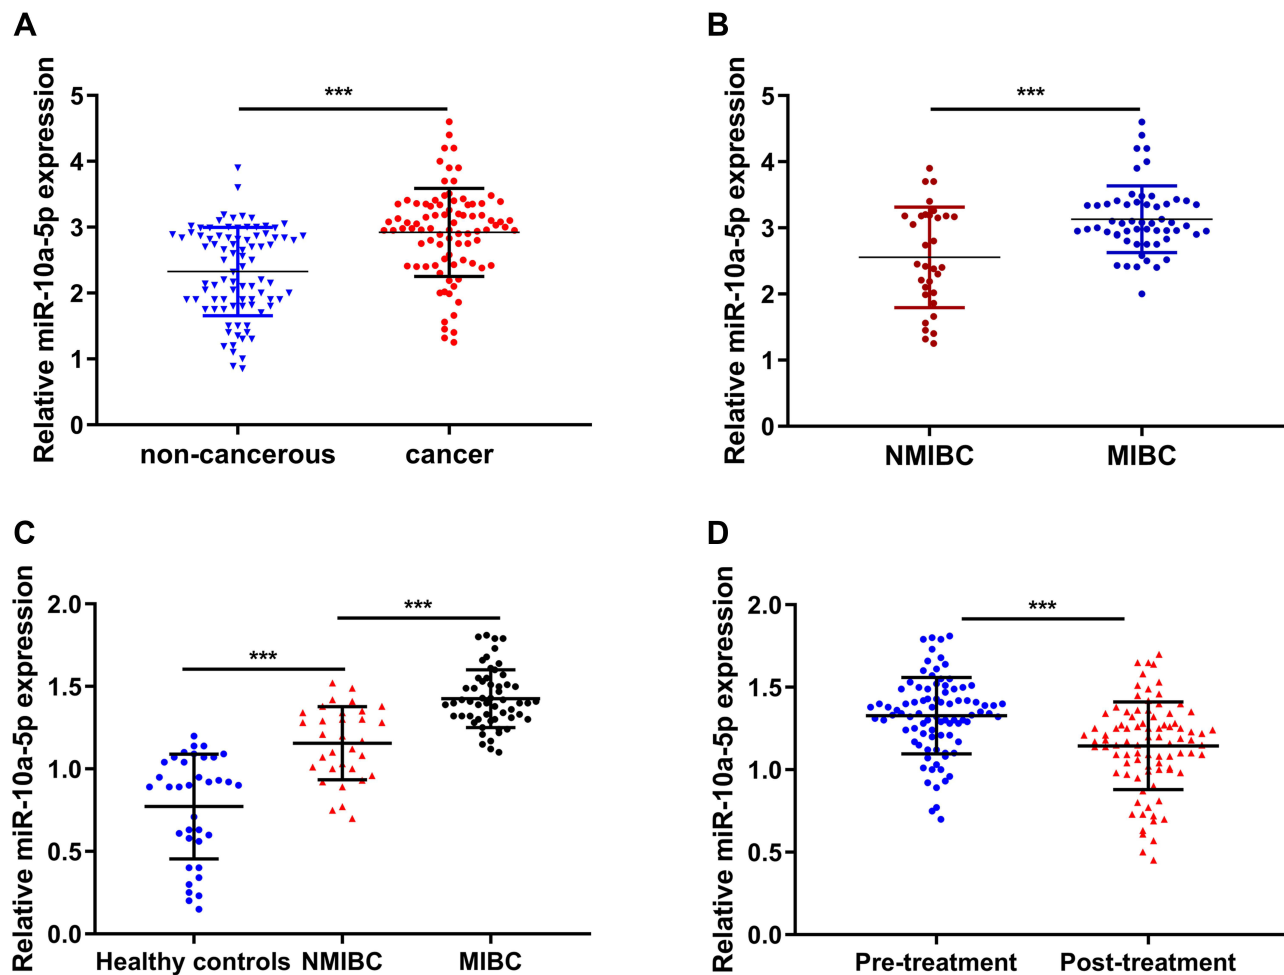 A
Relative miR-10a-5p expression
5
4
3
2
1
0
***
non-cancerous
cancer
B
Relative miR-10a-5p expression
5
4
3
2
1
0
***
NMIBC
MIBC
C
Relative miR-10a-5p expression
2.0
1.5
1.0
0.5
0.0
***
***
Healthy controls
NMIBC
MIBC
D
Relative miR-10a-5p expression
2.0
1.5
1.0
0.5
0.0
***
Pre-treatment
Post-treatment